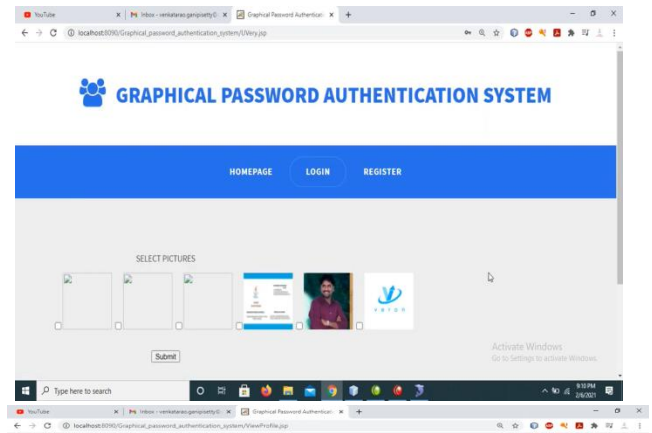 YouTube
Inbox - venkatarao.ganipisetty@
Graphical Password Authenticati
localhost:8090/Graphical_password_authentication_system/UVery.jsp
GRAPHICAL PASSWORD AUTHENTICATION SYSTEM
HOMEPAGE LOGIN REGISTER
SELECT PICTURES
Submit
Activate Windows
Go to Settings to activate Windows.
Type here to search
9:10 PM
2/6/2021
YouTube
Inbox - venkatarao.ganipisetty@
Graphical Password Authenticati
localhost:8090/Graphical_password_authentication_system/ViewProfile.jsp